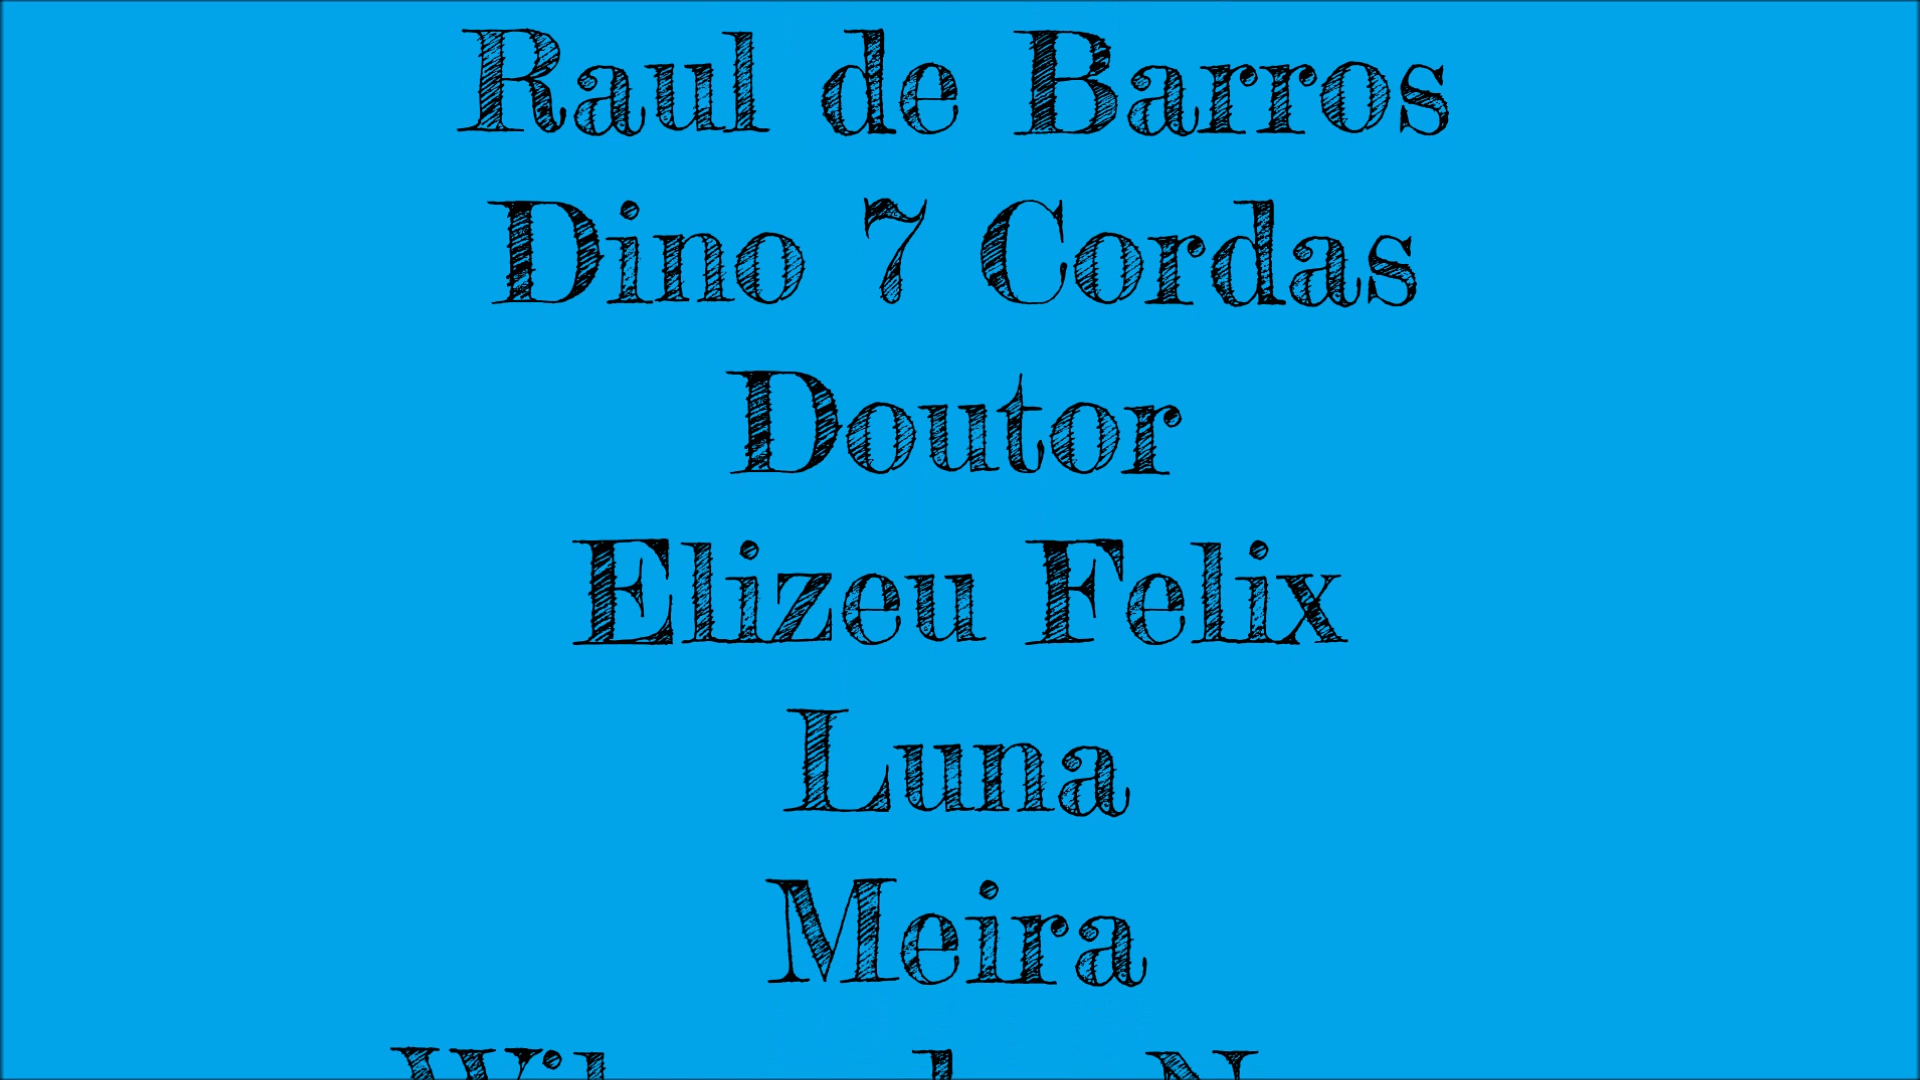 Raul de Barros
Dino 7 Cordas
Doutor
Elizeu Felix
Luna
Meira